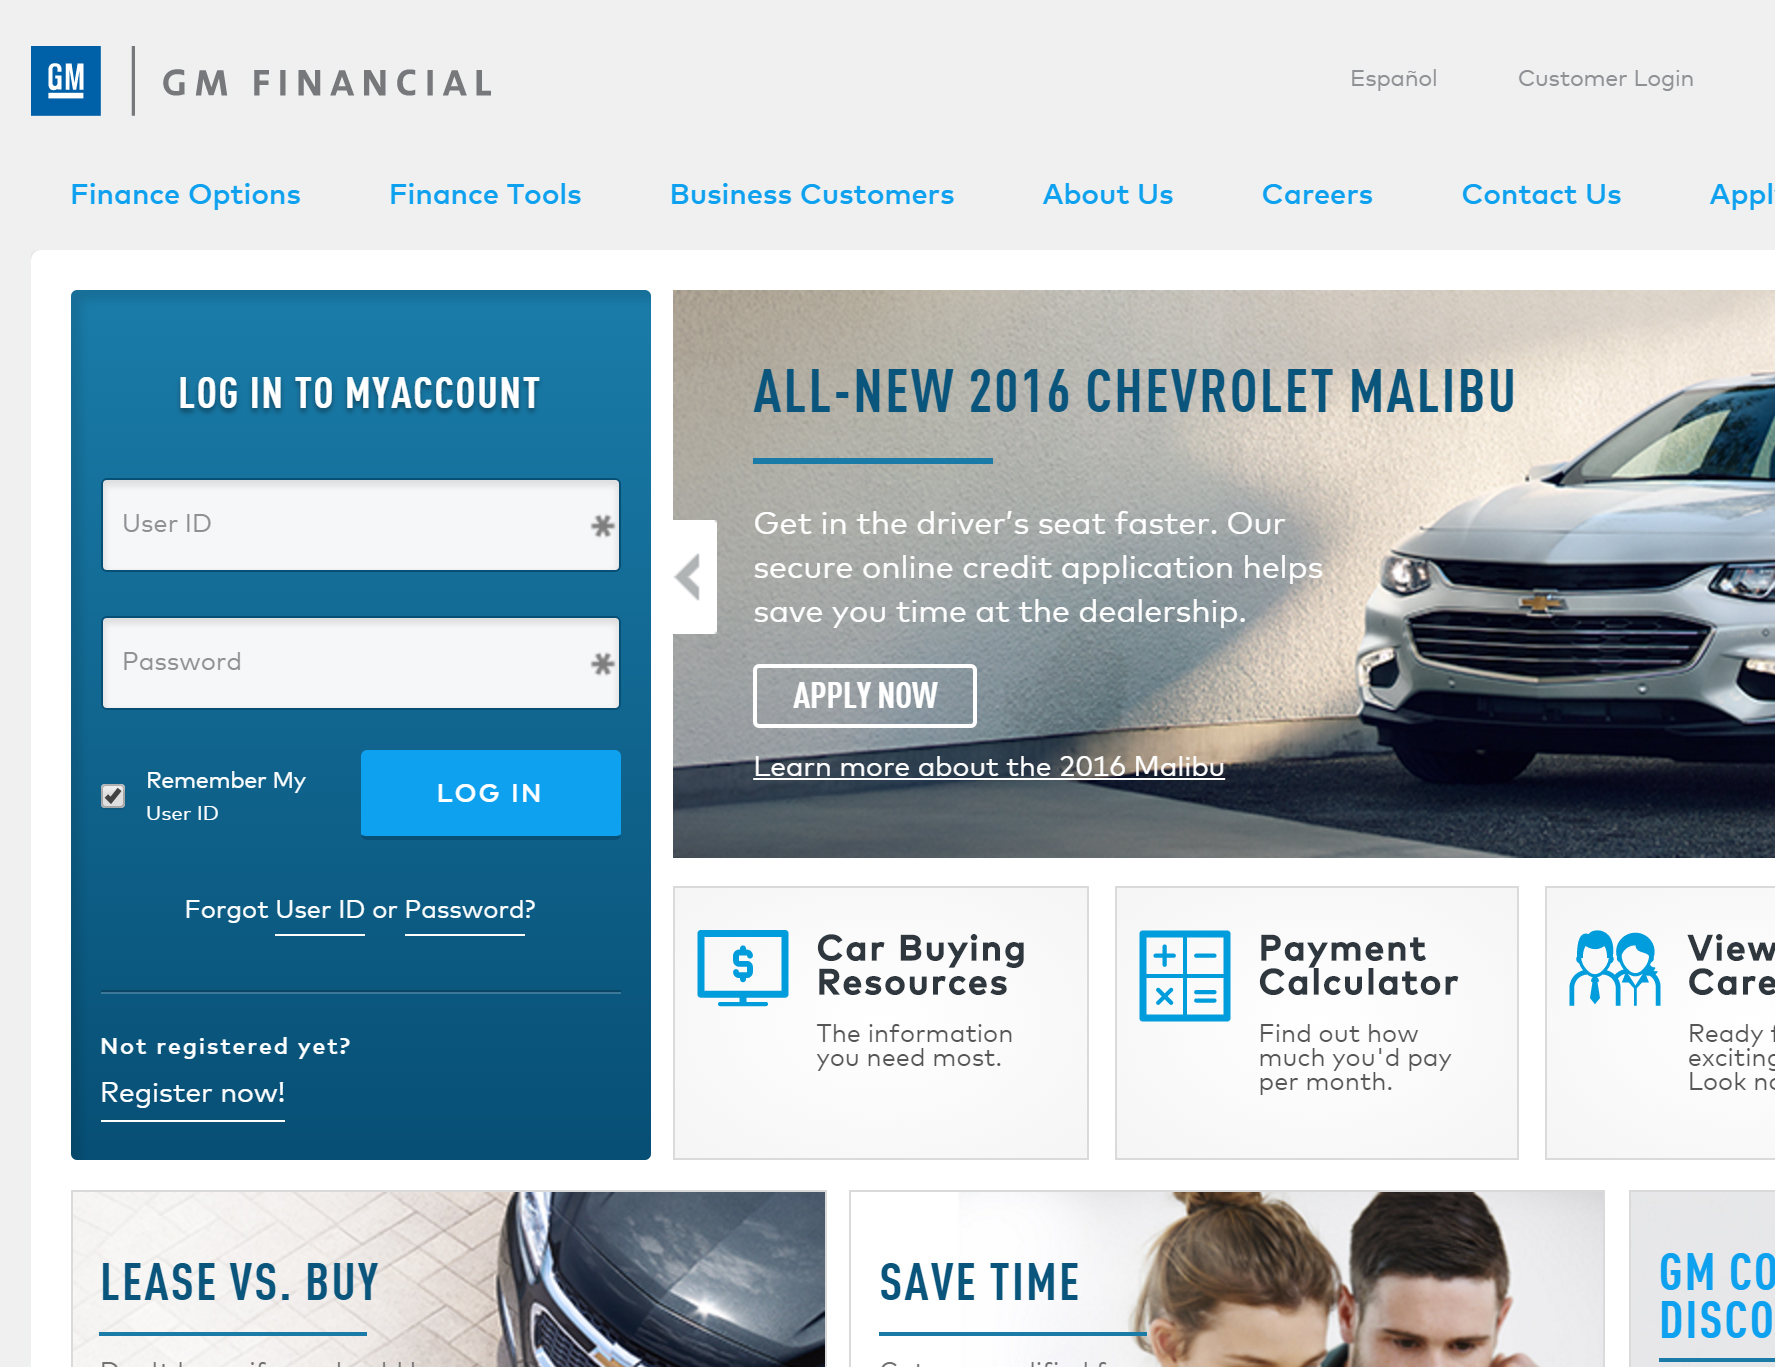 GM
GM FINANCIAL
Español
Customer Login
Finance Options
Finance Tools
Business Customers
About Us
Careers
Contact Us
LOG IN TO MYACCOUNT
User ID
*
Password
*
Remember My
User ID
LOG IN
Forgot User ID or Password?
Not registered yet?
Register now!
ALL-NEW 2016 CHEVROLET MALIBU
Get in the driver's seat faster. Our
secure online credit application helps
save you time at the dealership.
APPLY NOW
Learn more about the 2016 Malibu
Car Buying
Resources
The information
you need most.
Payment
Calculator
Find out how
much you'd pay
per month.
View
Care
Ready
exciting
Look
LEASE VS. BUY
SAVE TIME
GM CO
DISCO